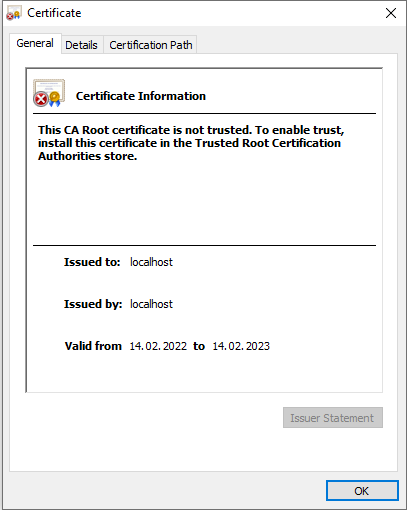 Certificate
General Details Certification Path
Certificate Information
This CA Root certificate is not trusted. To enable trust,
install this certificate in the Trusted Root Certification
Authorities store.
Issued to: localhost
Issued by: localhost
Valid from 14. 02. 2022 to 14. 02. 2023
Issuer Statement
OK